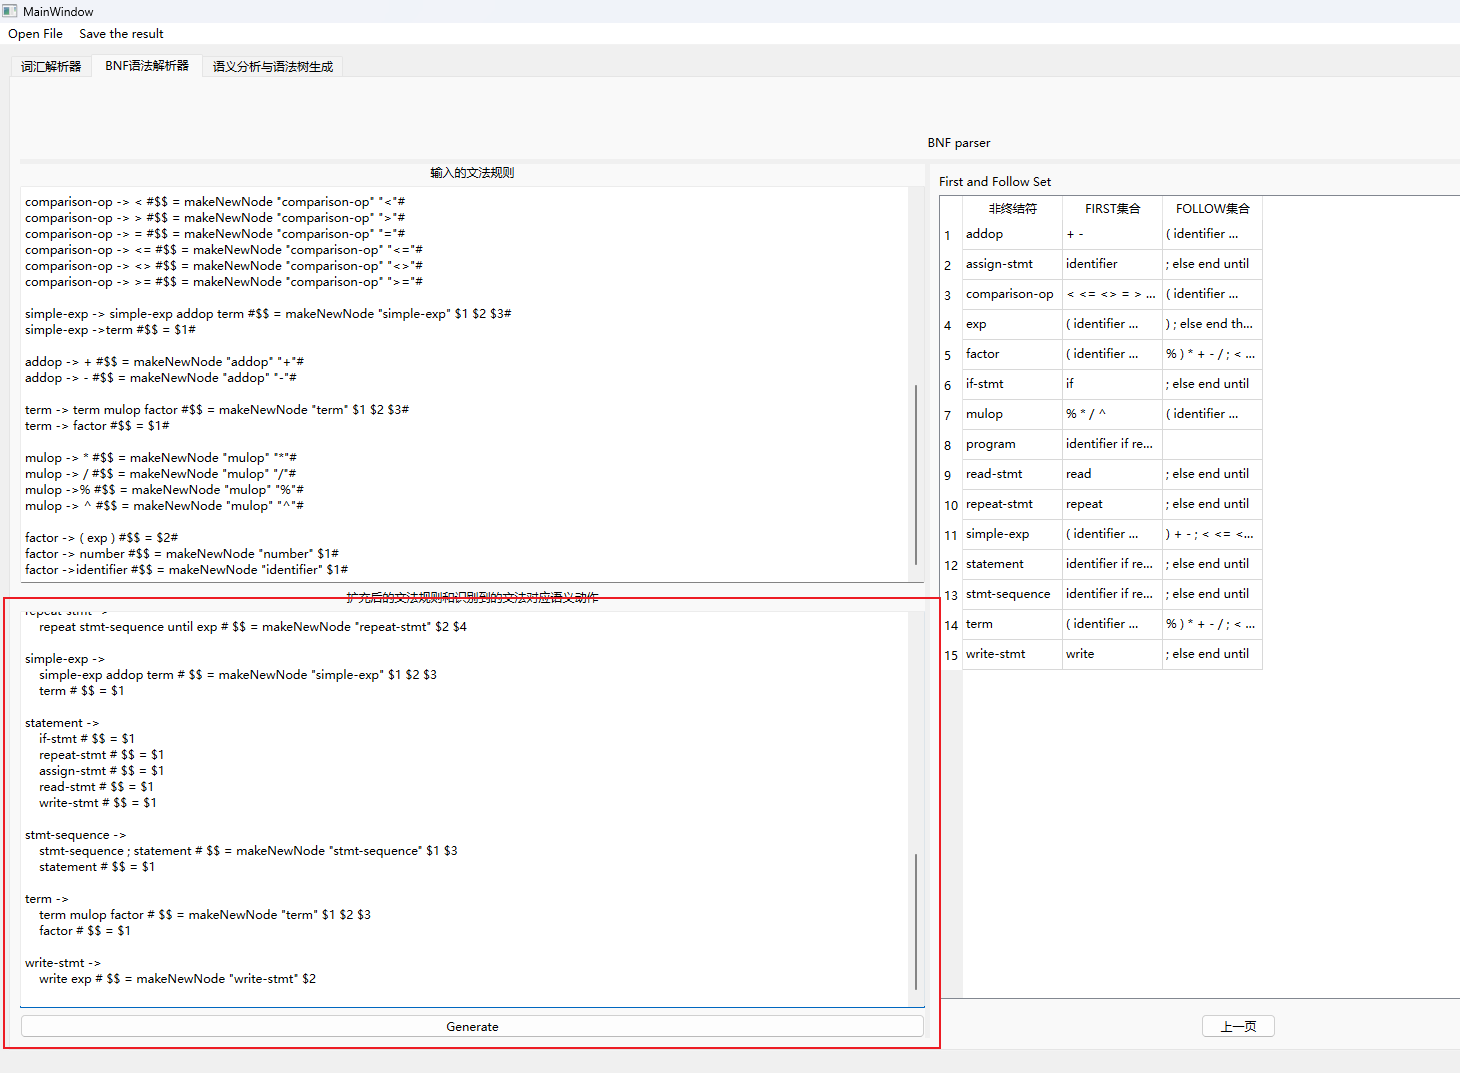 MainWindow
Open File Save the result
词汇解析器 BNF语法解析器 语义分析与语法树生成
BNF parser
输入的文法规则
comparison-op -> < #$$ = makeNewNode "comparison-op" "<"#
comparison-op -> > #$$ = makeNewNode "comparison-op" ">"#
comparison-op -> = #$$ = makeNewNode "comparison-op" "="#
comparison-op -> <= #$$ = makeNewNode "comparison-op" "<="#
comparison-op -> <> #$$ = makeNewNode "comparison-op" "<>"#
comparison-op -> >= #$$ = makeNewNode "comparison-op" ">="#
simple-exp -> simple-exp addop term #$$ = makeNewNode "simple-exp" $1 $2 $3#
simple-exp ->term #$$ = $1#
addop -> + #$$ = makeNewNode "addop" "+"#
addop -> - #$$ = makeNewNode "addop" "-"#
term -> term mulop factor #$$ = makeNewNode "term" $1 $2 $3#
term -> factor #$$ = $1#
mulop -> * #$$ = makeNewNode "mulop" "*"#
mulop -> / #$$ = makeNewNode "mulop" "/"#
mulop ->% #$$ = makeNewNode "mulop" "%"#
mulop -> ^ #$$ = makeNewNode "mulop" "^"#
factor -> ( exp ) #$$ = $2#
factor -> number #$$ = makeNewNode "number" $1#
factor ->identifier #$$ = makeNewNode "identifier" $1#
扩充后的文法规则和识别到的文法对应语义动作
repeat-stmt ->
repeat stmt-sequence until exp # $$ = makeNewNode "repeat-stmt" $2 $4
simple-exp ->
simple-exp addop term # $$ = makeNewNode "simple-exp" $1 $2 $3
term # $$ = $1
statement ->
if-stmt # $$ = $1
repeat-stmt # $$ = $1
assign-stmt # $$ = $1
read-stmt # $$ = $1
write-stmt # $$ = $1
stmt-sequence ->
stmt-sequence ; statement # $$ = makeNewNode "stmt-sequence" $1 $3
statement # $$ = $1
term ->
term mulop factor # $$ = makeNewNode "term" $1 $2 $3
factor # $$ = $1
write-stmt ->
write exp # $$ = makeNewNode "write-stmt" $2
Generate
First and Follow Set
非终结符 FIRST集合 FOLLOW集合
1 addop + - ( identifier ...
2 assign-stmt identifier ; else end until
3 comparison-op < <= <> = > ... ( identifier ...
4 exp ( identifier ... ) ; else end th...
5 factor ( identifier ... % ) * + - / ; < ...
6 if-stmt if ; else end until
7 mulop % * / ^ ( identifier ...
8 program identifier if re...
9 read-stmt read ; else end until
10 repeat-stmt repeat ; else end until
11 simple-exp ( identifier ... ) + - ; < <= <...
12 statement identifier if re... ; else end until
13 stmt-sequence identifier if re... ; else end until
14 term ( identifier ... % ) * + - / ; < ...
15 write-stmt write ; else end until
上一页